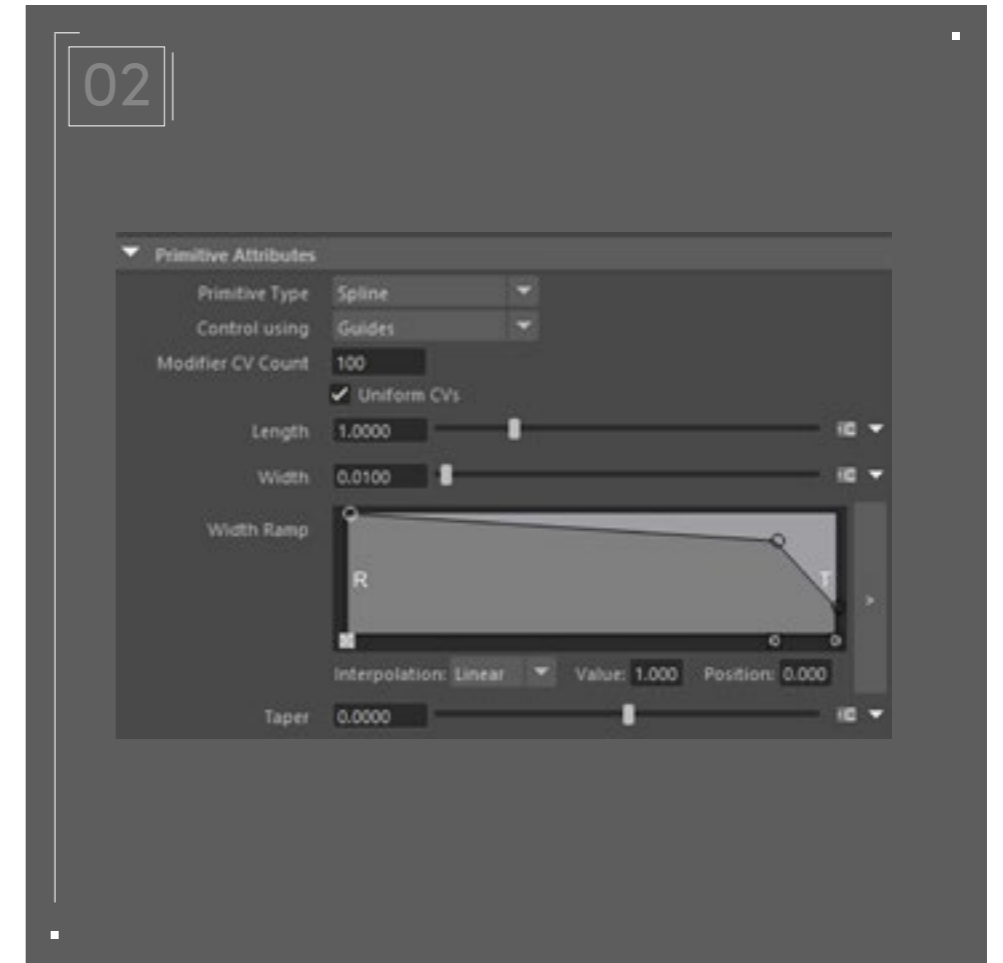 02
Primitive Attributes
Primitive Type Spline
Control using Guides
Modifier CV Count 100
Uniform CVs
Length 1.0000
Width 0.0100
Width Ramp
R T
>
Interpolation: Linear Value: 1.000 Position: 0.000
Taper 0.0000